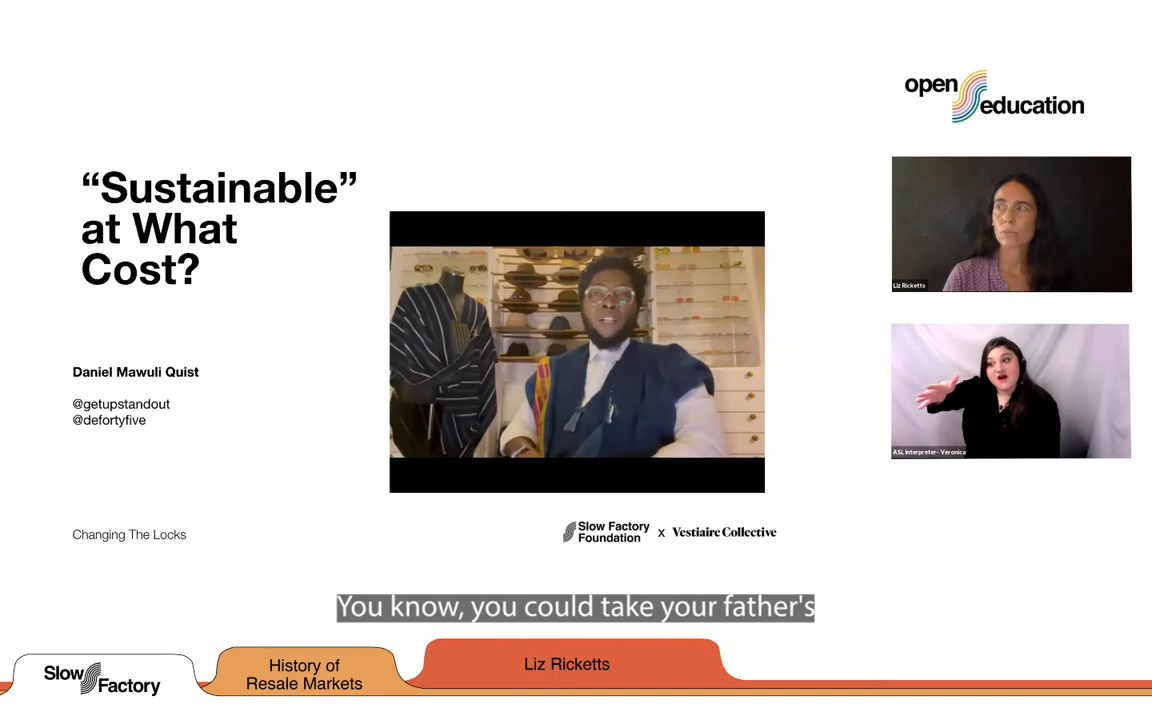 open
education
“Sustainable”
at What
Cost?
Liz Ricketts
Daniel Mawuli Quist
@getupstandout
@defortyfive
ASL Interpreter- Veronica
Changing The Locks
Slow Factory
Foundation
x
Vestiaire Collective
You know, you could take your father's
Slow
Factory
History of
Resale Markets
Liz Ricketts